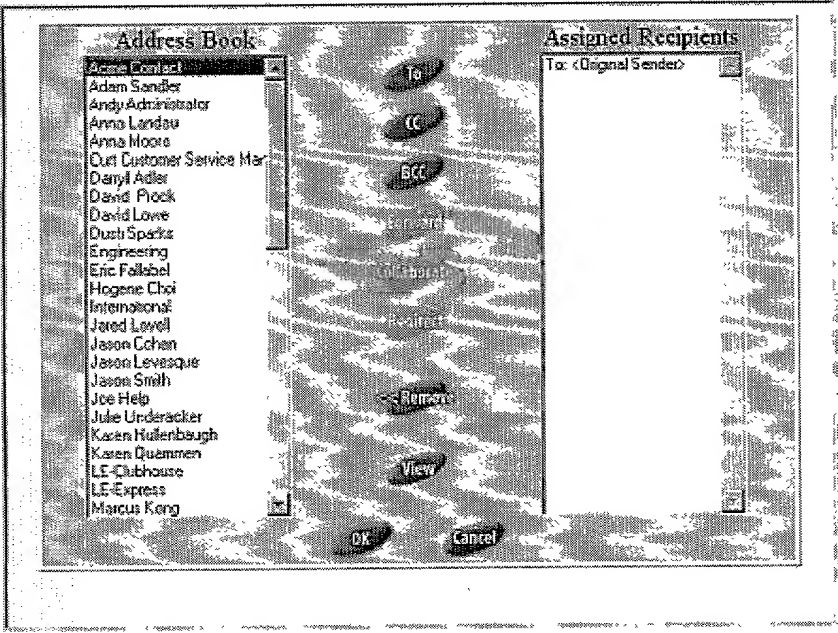 Address Book
Acme Contact
Adam Sandler
Andy Administrator
Anna Landau
Anna Moore
Curt Customer Service Mar
Darryl Adler
David
David Lowe
Dusti Sparks
Engineering
Eric Fallabel
Hogene Choi
International
Jared Lovell
Jason Cohen
Jason Levesque
Jason Smith
Joe Help
Julie Underacker
Karen Hullenbaugh
Karen Quammen
LE-Clubhouse
LE-Express
Marcus Kong
To
CC
BCC
Forward
Collaborate
Redirect
<< Remove
View
OK
Cancel
Assigned Recipients
To: <Original Sender>